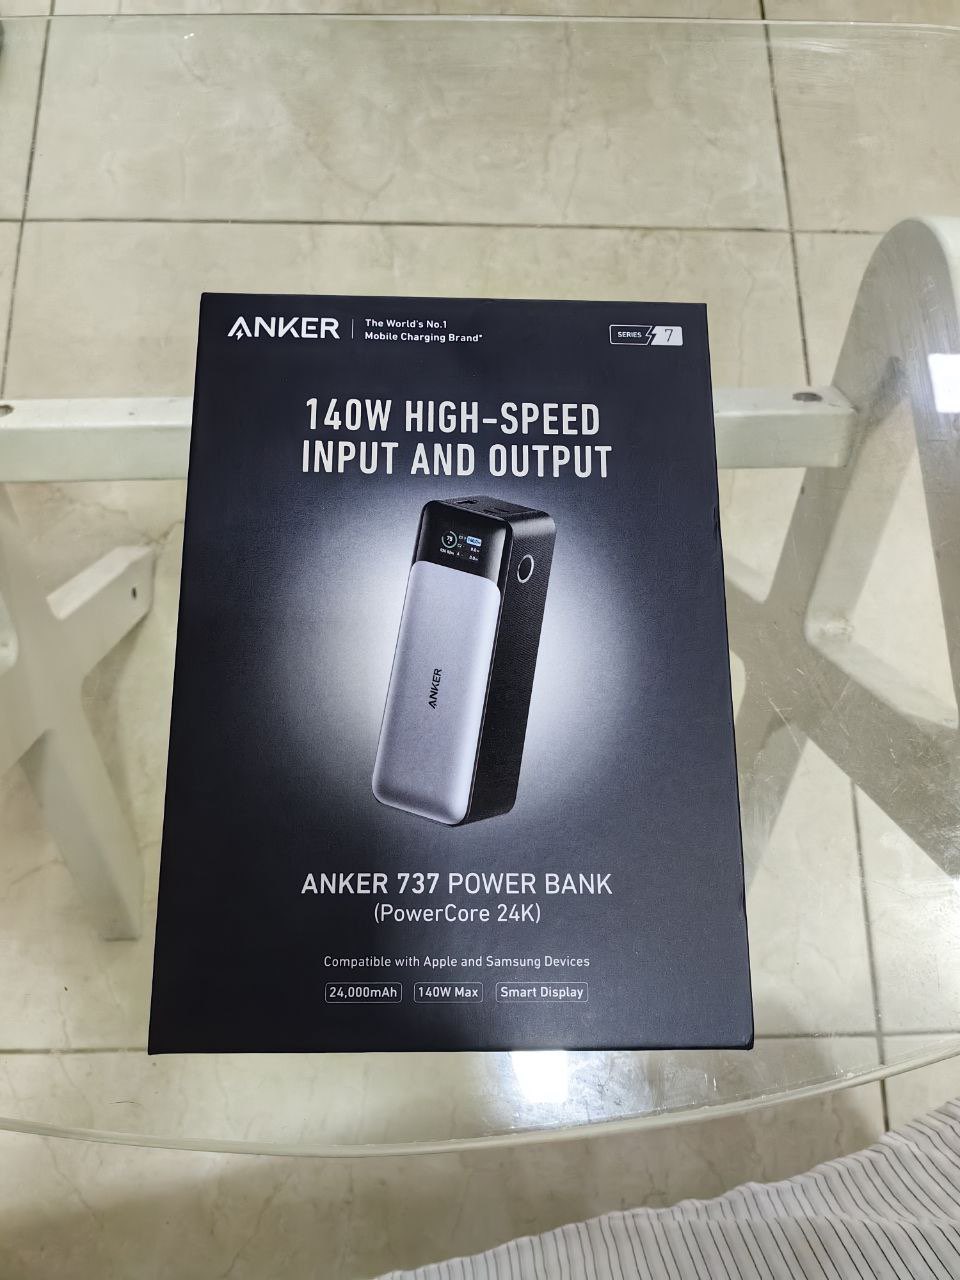 ANKER
The World's No.1
Mobile Charging Brand*
SERIES 7
140W HIGH-SPEED
INPUT AND OUTPUT
ANKER
ANKER 737 POWER BANK
(PowerCore 24K)
Compatible with Apple and Samsung Devices
24,000mAh 140W Max Smart Display